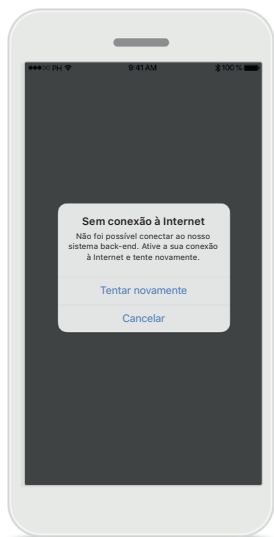 PH 9:41 AM 100%
Sem conexão à Internet
Não foi possível conectar ao nosso
sistema back-end. Ative a sua conexão
à Internet e tente novamente.
Tentar novamente
Cancelar